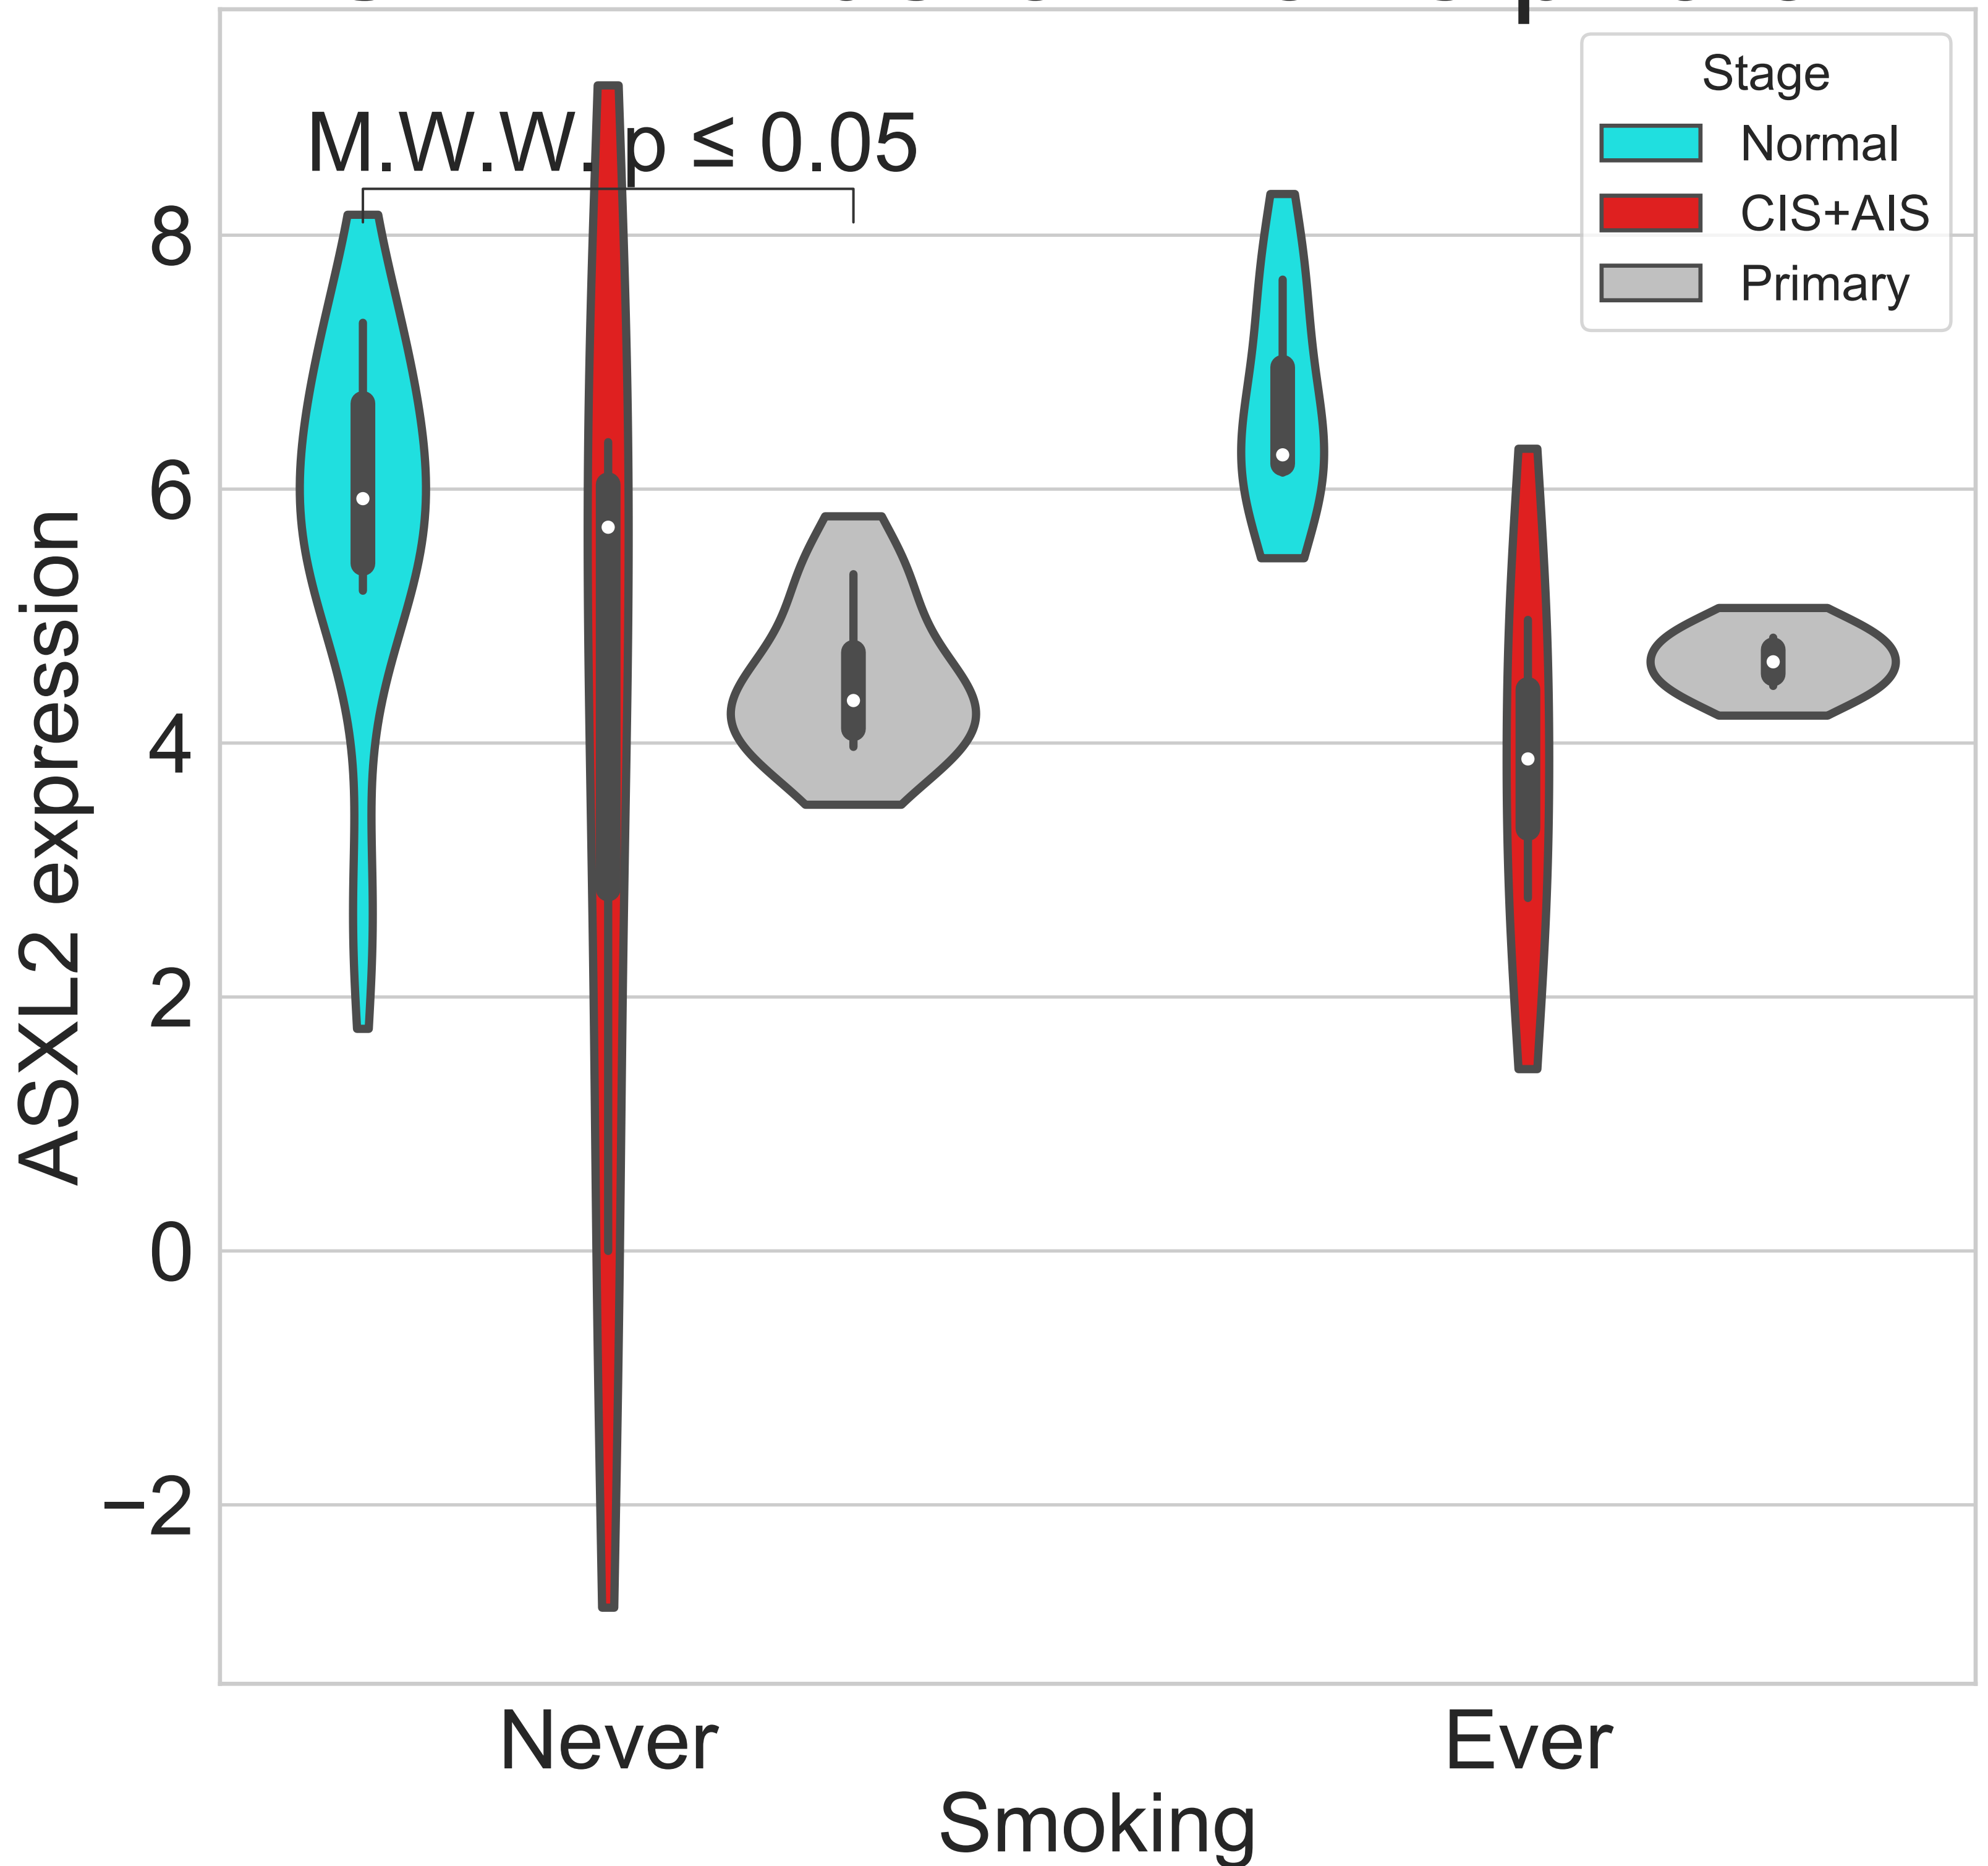 M.W.W. p ≤ 0.05
Stage
Normal
CIS+AIS
Primary
8
6
4
2
0
−2
ASXL2 expression
Never
Ever
Smoking